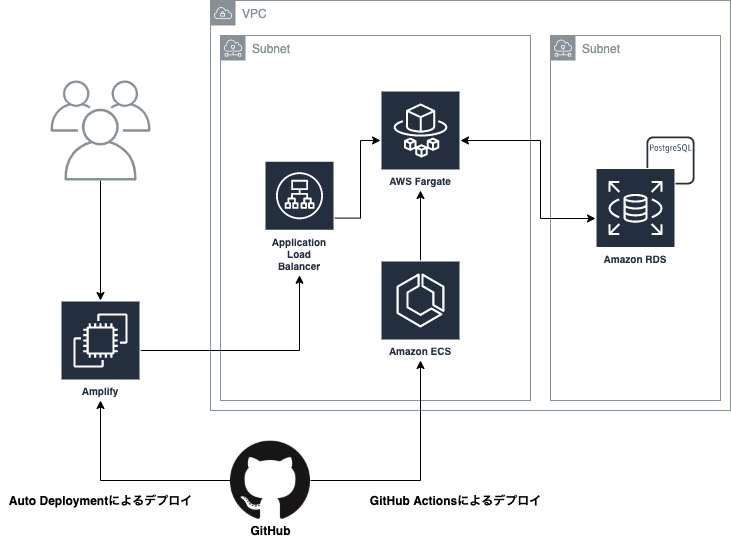 VPC
Subnet
Subnet
PostgreSQL
AWS Fargate
Application
Load
Balancer
Amazon RDS
Amazon ECS
Amplify
Auto Deploymentによるデプロイ
GitHub Actionsによるデプロイ
GitHub